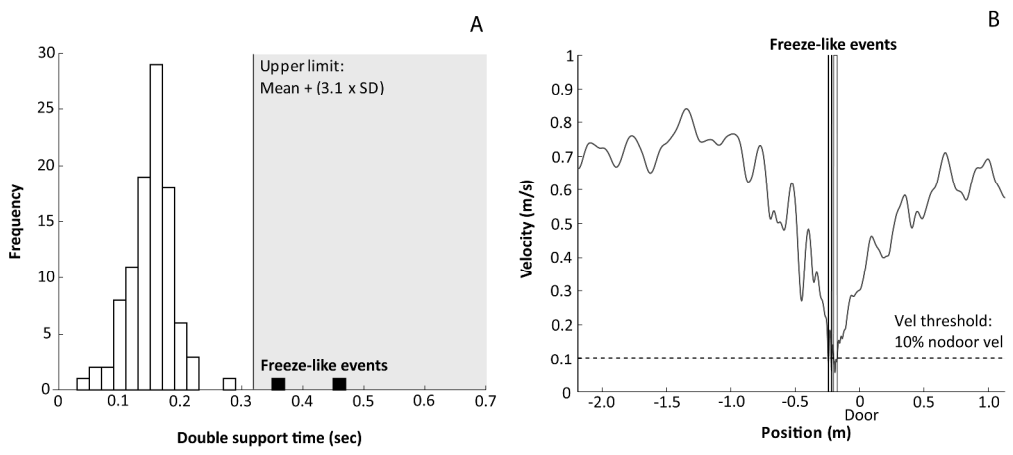 A
30
25
20
15
10
5
0
Frequency
Upper limit:
Mean + (3.1 x SD)
Freeze-like events
0
0.1
0.2
0.3
0.4
0.5
0.6
0.7
Double support time (sec)
B
Freeze-like events
1
0.9
0.8
0.7
0.6
0.5
0.4
0.3
0.2
0.1
0
Velocity (m/s)
Vel threshold:
10% nodoor vel
-2.0
-1.5
-1.0
-0.5
0
0.5
1.0
Door
Position (m)